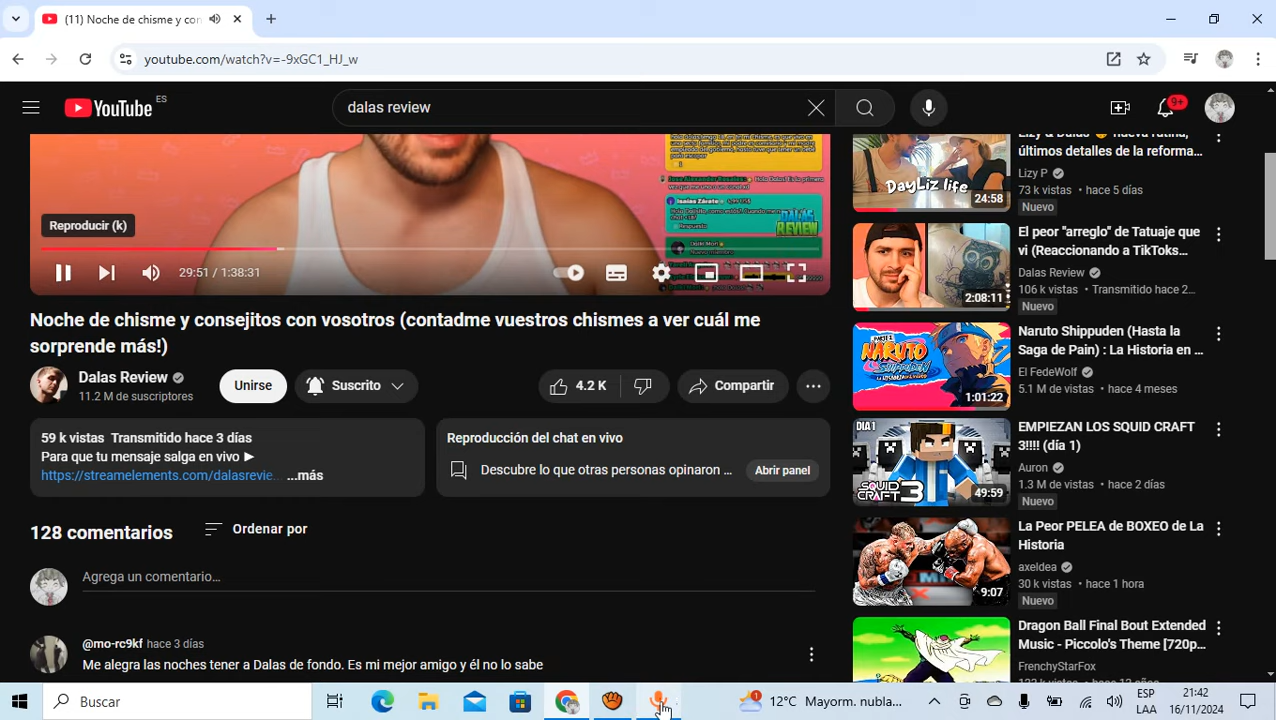 (11) Noche de chisme y con
youtube.com/watch?v=-9xGC1_HJ_w
YouTube ES
dalas review
9+
Reproducir (k)
29:51 / 1:38:31
DALAS REVIEW
Noche de chisme y consejitos con vosotros (contadme vuestros chismes a ver cuál me
sorprende más!)
Dalas Review
11.2 M de suscriptores
Unirse
Suscrito
4.2 K
Compartir
59 k vistas Transmitido hace 3 días
Para que tu mensaje salga en vivo ►
https://streamelements.com/dalasrevie... ...más
Reproducción del chat en vivo
Descubre lo que otras personas opinaron ...
Abrir panel
128 comentarios
Ordenar por
Agrega un comentario...
@mo-rc9kf hace 3 días
Me alegra las noches tener a Dalas de fondo. Es mi mejor amigo y él no lo sabe
DayLiz life
24:58
Lizy & Dalas nueva rutina,
últimos detalles de la reforma...
Lizy P
73 k vistas • hace 5 días
Nuevo
2:08:11
El peor "arreglo" de Tatuaje que
vi (Reaccionando a TikToks...
Dalas Review
106 k vistas • Transmitido hace 2...
Nuevo
PARTE 1
NARUTO
SHIPPUDEN
1:01:22
Naruto Shippuden (Hasta la
Saga de Pain) : La Historia en ...
El FedeWolf
5.1 M de vistas • hace 4 meses
DIA 1
SQUID CRAFT 3
49:59
EMPIEZAN LOS SQUID CRAFT
3!!!! (día 1)
Auron
1.3 M de vistas • hace 2 días
Nuevo
9:07
La Peor PELEA de BOXEO de La
Historia
axeldea
30 k vistas • hace 1 hora
Nuevo
Dragon Ball Final Bout Extended
Music - Piccolo's Theme [720p...
FrenchyStarFox
Buscar
1
12°C Mayorm. nubla...
ESP
LAA
21:42
16/11/2024